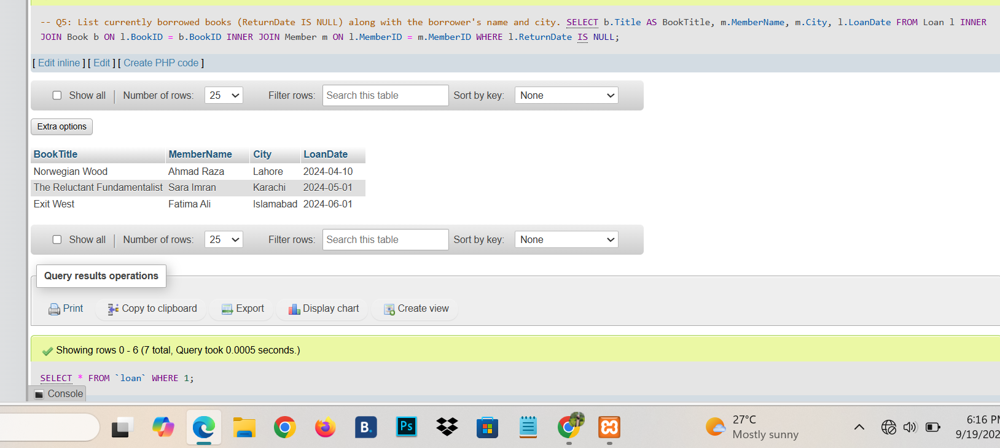 -- Q5: List currently borrowed books (ReturnDate IS NULL) along with the borrower's name and city. SELECT b.Title AS BookTitle, m.MemberName, m.City, l.LoanDate FROM Loan l INNER
JOIN Book b ON l.BookID = b.BookID INNER JOIN Member m ON l.MemberID = m.MemberID WHERE l.ReturnDate IS NULL;
[ Edit inline ] [ Edit ] [ Create PHP code ]
Show all | Number of rows: 25 Filter rows: Search this table Sort by key: None
Extra options
BookTitle MemberName City LoanDate
Norwegian Wood Ahmad Raza Lahore 2024-04-10
The Reluctant Fundamentalist Sara Imran Karachi 2024-05-01
Exit West Fatima Ali Islamabad 2024-06-01
Show all | Number of rows: 25 Filter rows: Search this table Sort by key: None
Query results operations
Print Copy to clipboard Export Display chart Create view
Showing rows 0 - 6 (7 total, Query took 0.0005 seconds.)
SELECT * FROM `loan` WHERE 1;
Console
B. Ps
27°C
Mostly sunny
6:16 PM
9/19/202